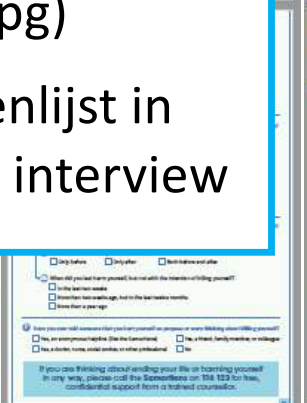 pg)
enlijst in
interview
Only before Only after Both before and after
When did you last harm yourself, but not with the intention of killing yourself?
In the last two weeks
More than two weeks ago, but in the last twelve months
More than a year ago
Have you ever told someone that you hurt yourself on purpose or were thinking about killing yourself?
Yes, an anonymous helpline (like the Samaritans) Yes, a friend, family member, or colleague
Yes, a doctor, nurse, social worker, or other professional No
If you are thinking about ending your life or harming yourself
in any way, please call the Samaritans on 116 123 for free,
confidential support from a trained counsellor.